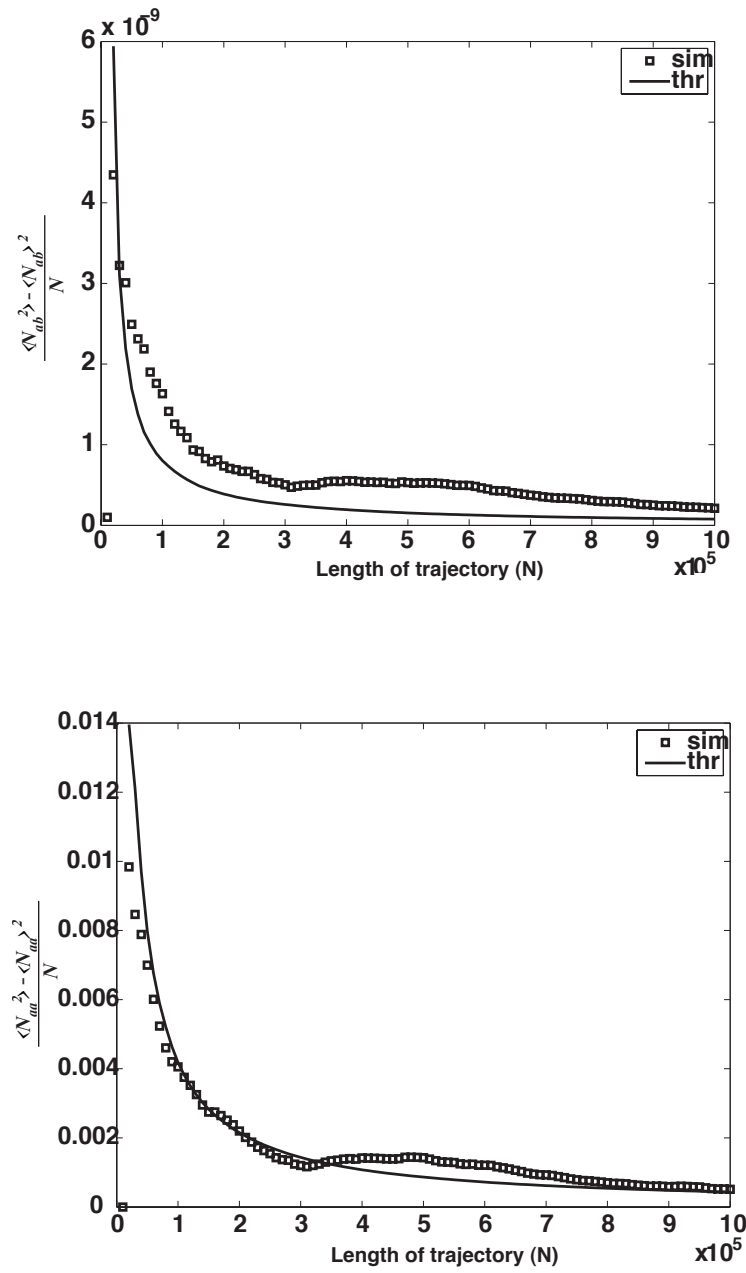 x 10⁻⁹
6
5
4
3
2
1
0
<N_ab²> - <N_ab>²
N
sim
thr
0 1 2 3 4 5 6 7 8 9 10
x10⁵
Length of trajectory (N)
0.014
0.012
0.01
0.008
0.006
0.004
0.002
0
<N_aa²> - <N_aa>²
N
sim
thr
0 1 2 3 4 5 6 7 8 9 10
x10⁵
Length of trajectory (N)